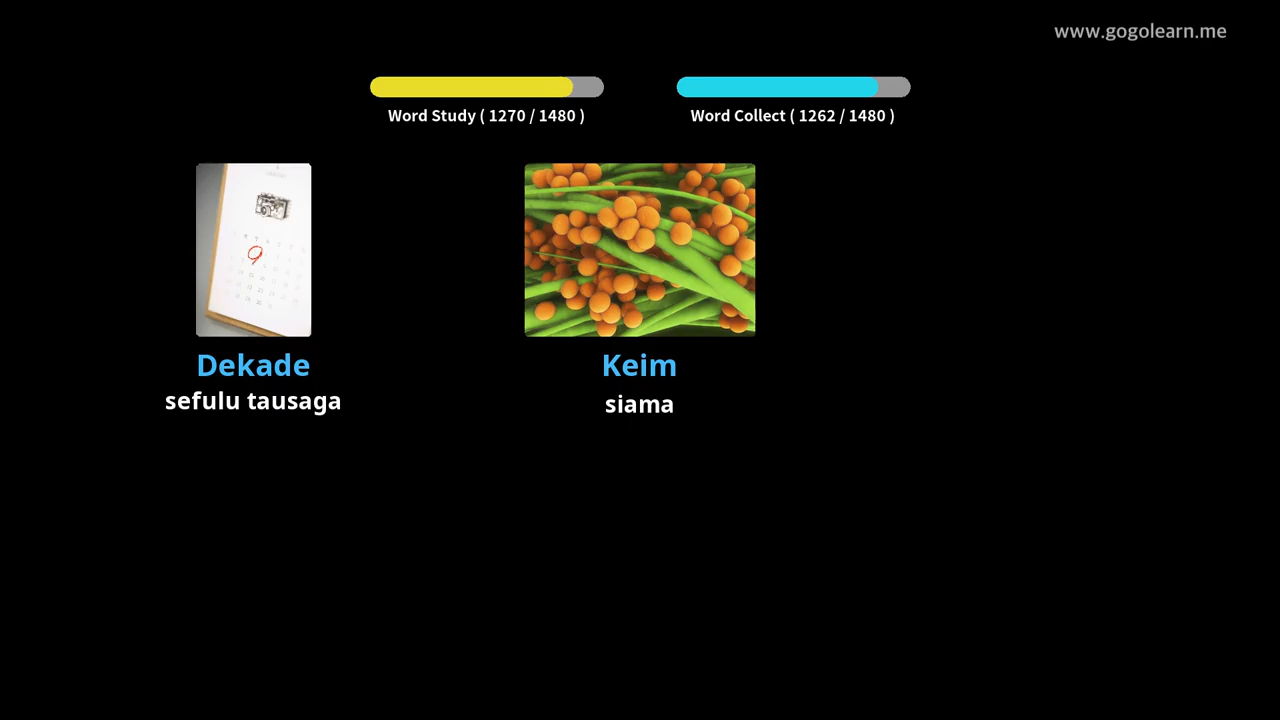 www.gogolearn.me
Word Study ( 1270 / 1480 )
Word Collect ( 1262 / 1480 )
Dekade
sefulu tausaga
Keim
siama